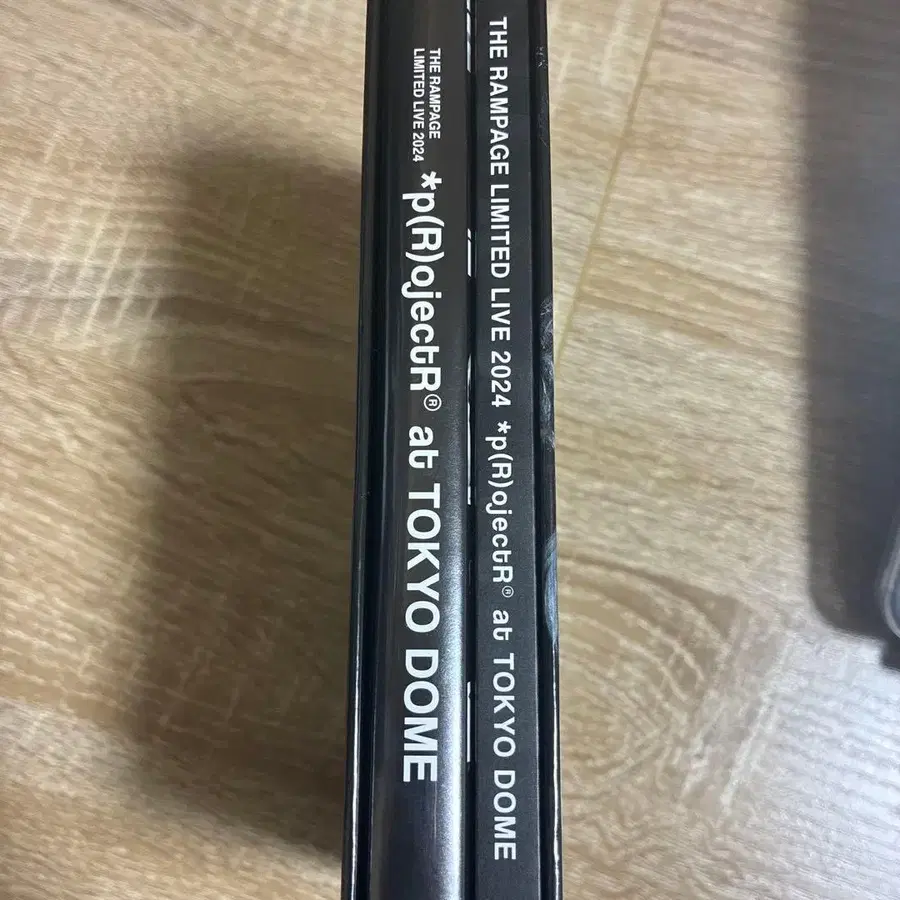 THE RAMPAGE
LIMITED LIVE 2024
*p(R)ojectR® at TOKYO DOME
THE RAMPAGE LIMITED LIVE 2024 *p(R)ojectR® at TOKYO DOME